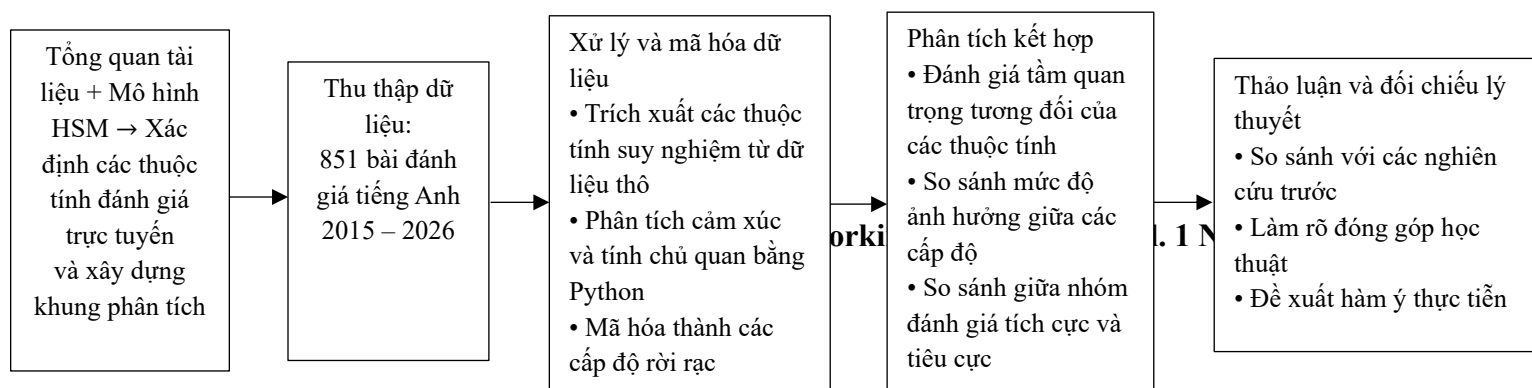 Tổng quan tài
liệu + Mô hình
HSM → Xác
định các thuộc
tính đánh giá
trực tuyến
và xây dựng
khung phân tích
Thu thập dữ
liệu:
851 bài đánh
giá tiếng Anh
2015 – 2026
Xử lý và mã hóa dữ
liệu
• Trích xuất các thuộc
tính suy nghiệm từ dữ
liệu thô
• Phân tích cảm xúc
và tính chủ quan bằng
Python
• Mã hóa thành các
cấp độ rời rạc
Phân tích kết hợp
• Đánh giá tầm quan
trọng tương đối của
các thuộc tính
• So sánh mức độ
ảnh hưởng giữa các
cấp độ
• So sánh giữa nhóm
đánh giá tích cực và
tiêu cực
Thảo luận và đối chiếu lý
thuyết
• So sánh với các nghiên
cứu trước
• Làm rõ đóng góp học
thuật
• Đề xuất hàm ý thực tiễn